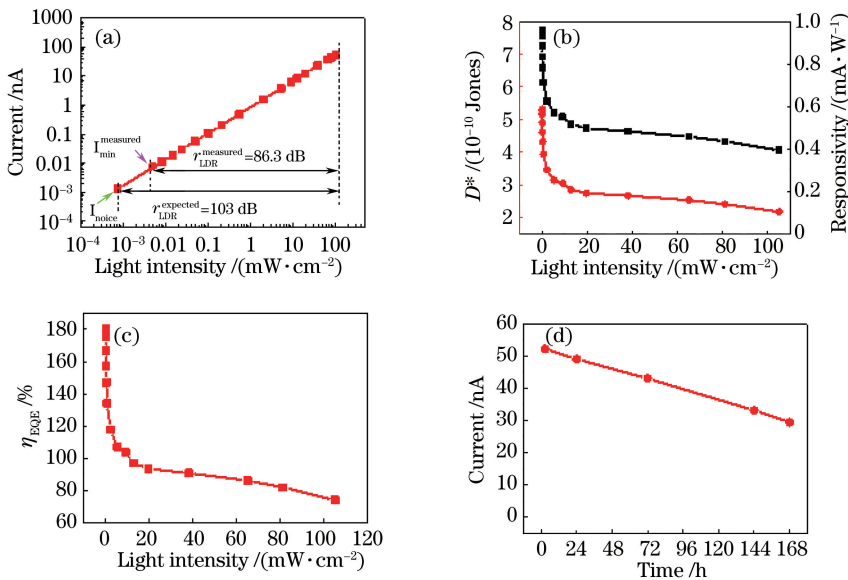 (a)
Current /nA
1000
100
10
1
0.1
0.01
10⁻³
10⁻⁴
I_min^measured
r_LDR^measured=86.3 dB
I_noice
r_LDR^expected=103 dB
10⁻⁴ 10⁻³ 0.01 0.1 1 10 100
Light intensity /(mW·cm⁻²)
(b)
D* /(10⁻¹⁰ Jones)
8
7
6
5
4
3
2
1.0
0.8
0.6
0.4
0.2
0
Responsivity /(mA·W⁻¹)
0 20 40 60 80 100
Light intensity /(mW·cm⁻²)
(c)
η_EQE /%
180
160
140
120
100
80
60
0 20 40 60 80 100 120
Light intensity /(mW·cm⁻²)
(d)
Current /nA
60
50
40
30
20
10
0
0 24 48 72 96 120 144 168
Time /h